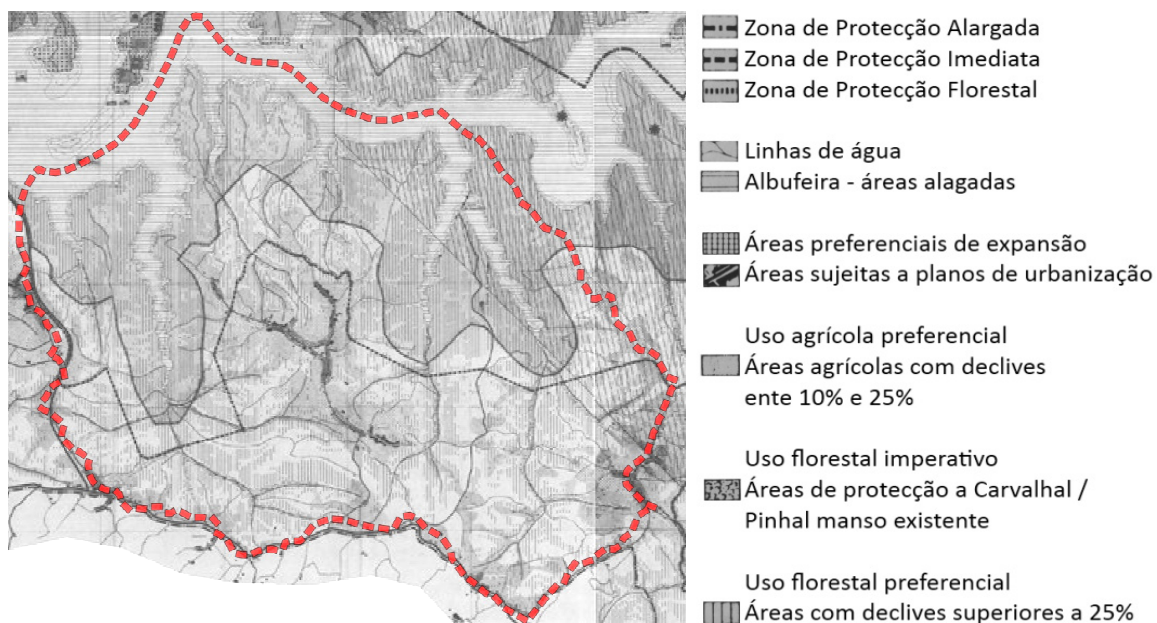 Zona de Protecção Alargada
Zona de Protecção Imediata
Zona de Protecção Florestal
Linhas de água
Albufeira - áreas alagadas
Áreas preferenciais de expansão
Áreas sujeitas a planos de urbanização
Uso agrícola preferencial
Áreas agrícolas com declives
ente 10% e 25%
Uso florestal imperativo
Áreas de protecção a Carvalhal /
Pinhal manso existente
Uso florestal preferencial
Áreas com declives superiores a 25%